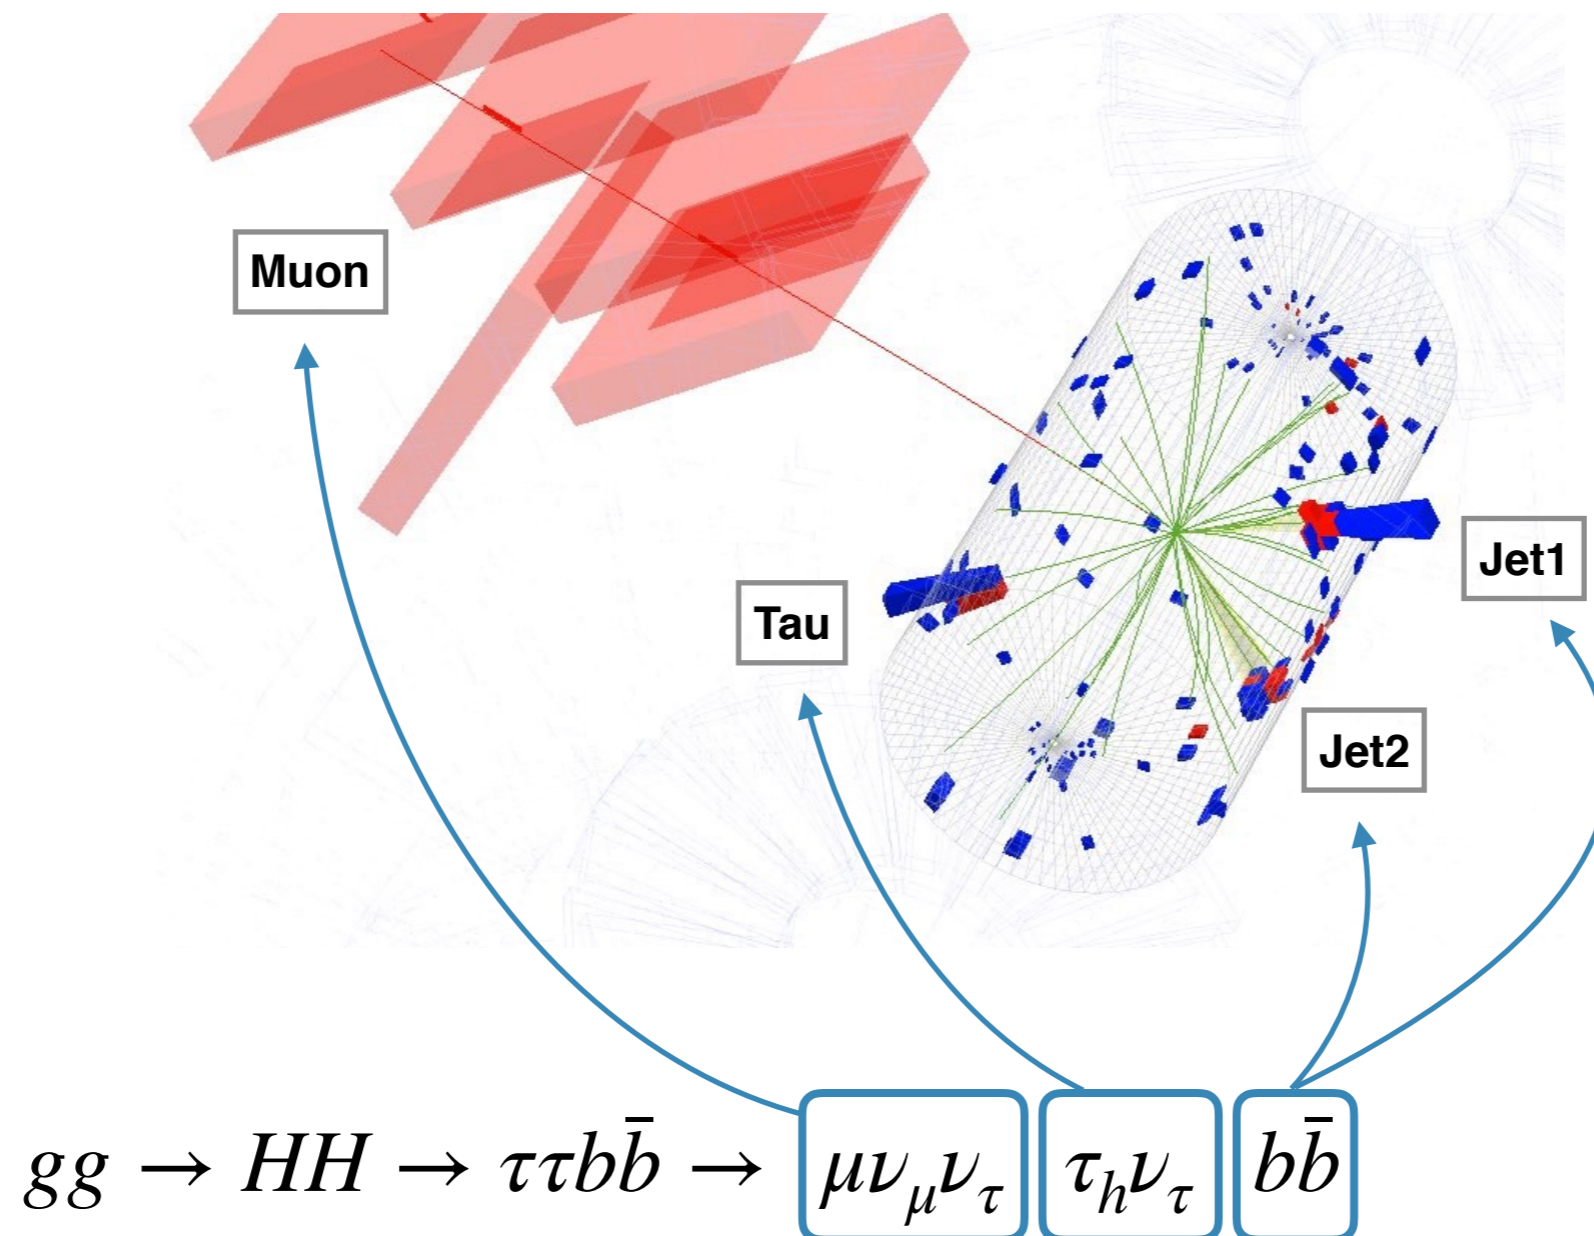 Muon
Jet1
Tau
Jet2
gg → HH → ττbb̄ → μν_μν_τ τ_hν_τ bb̄